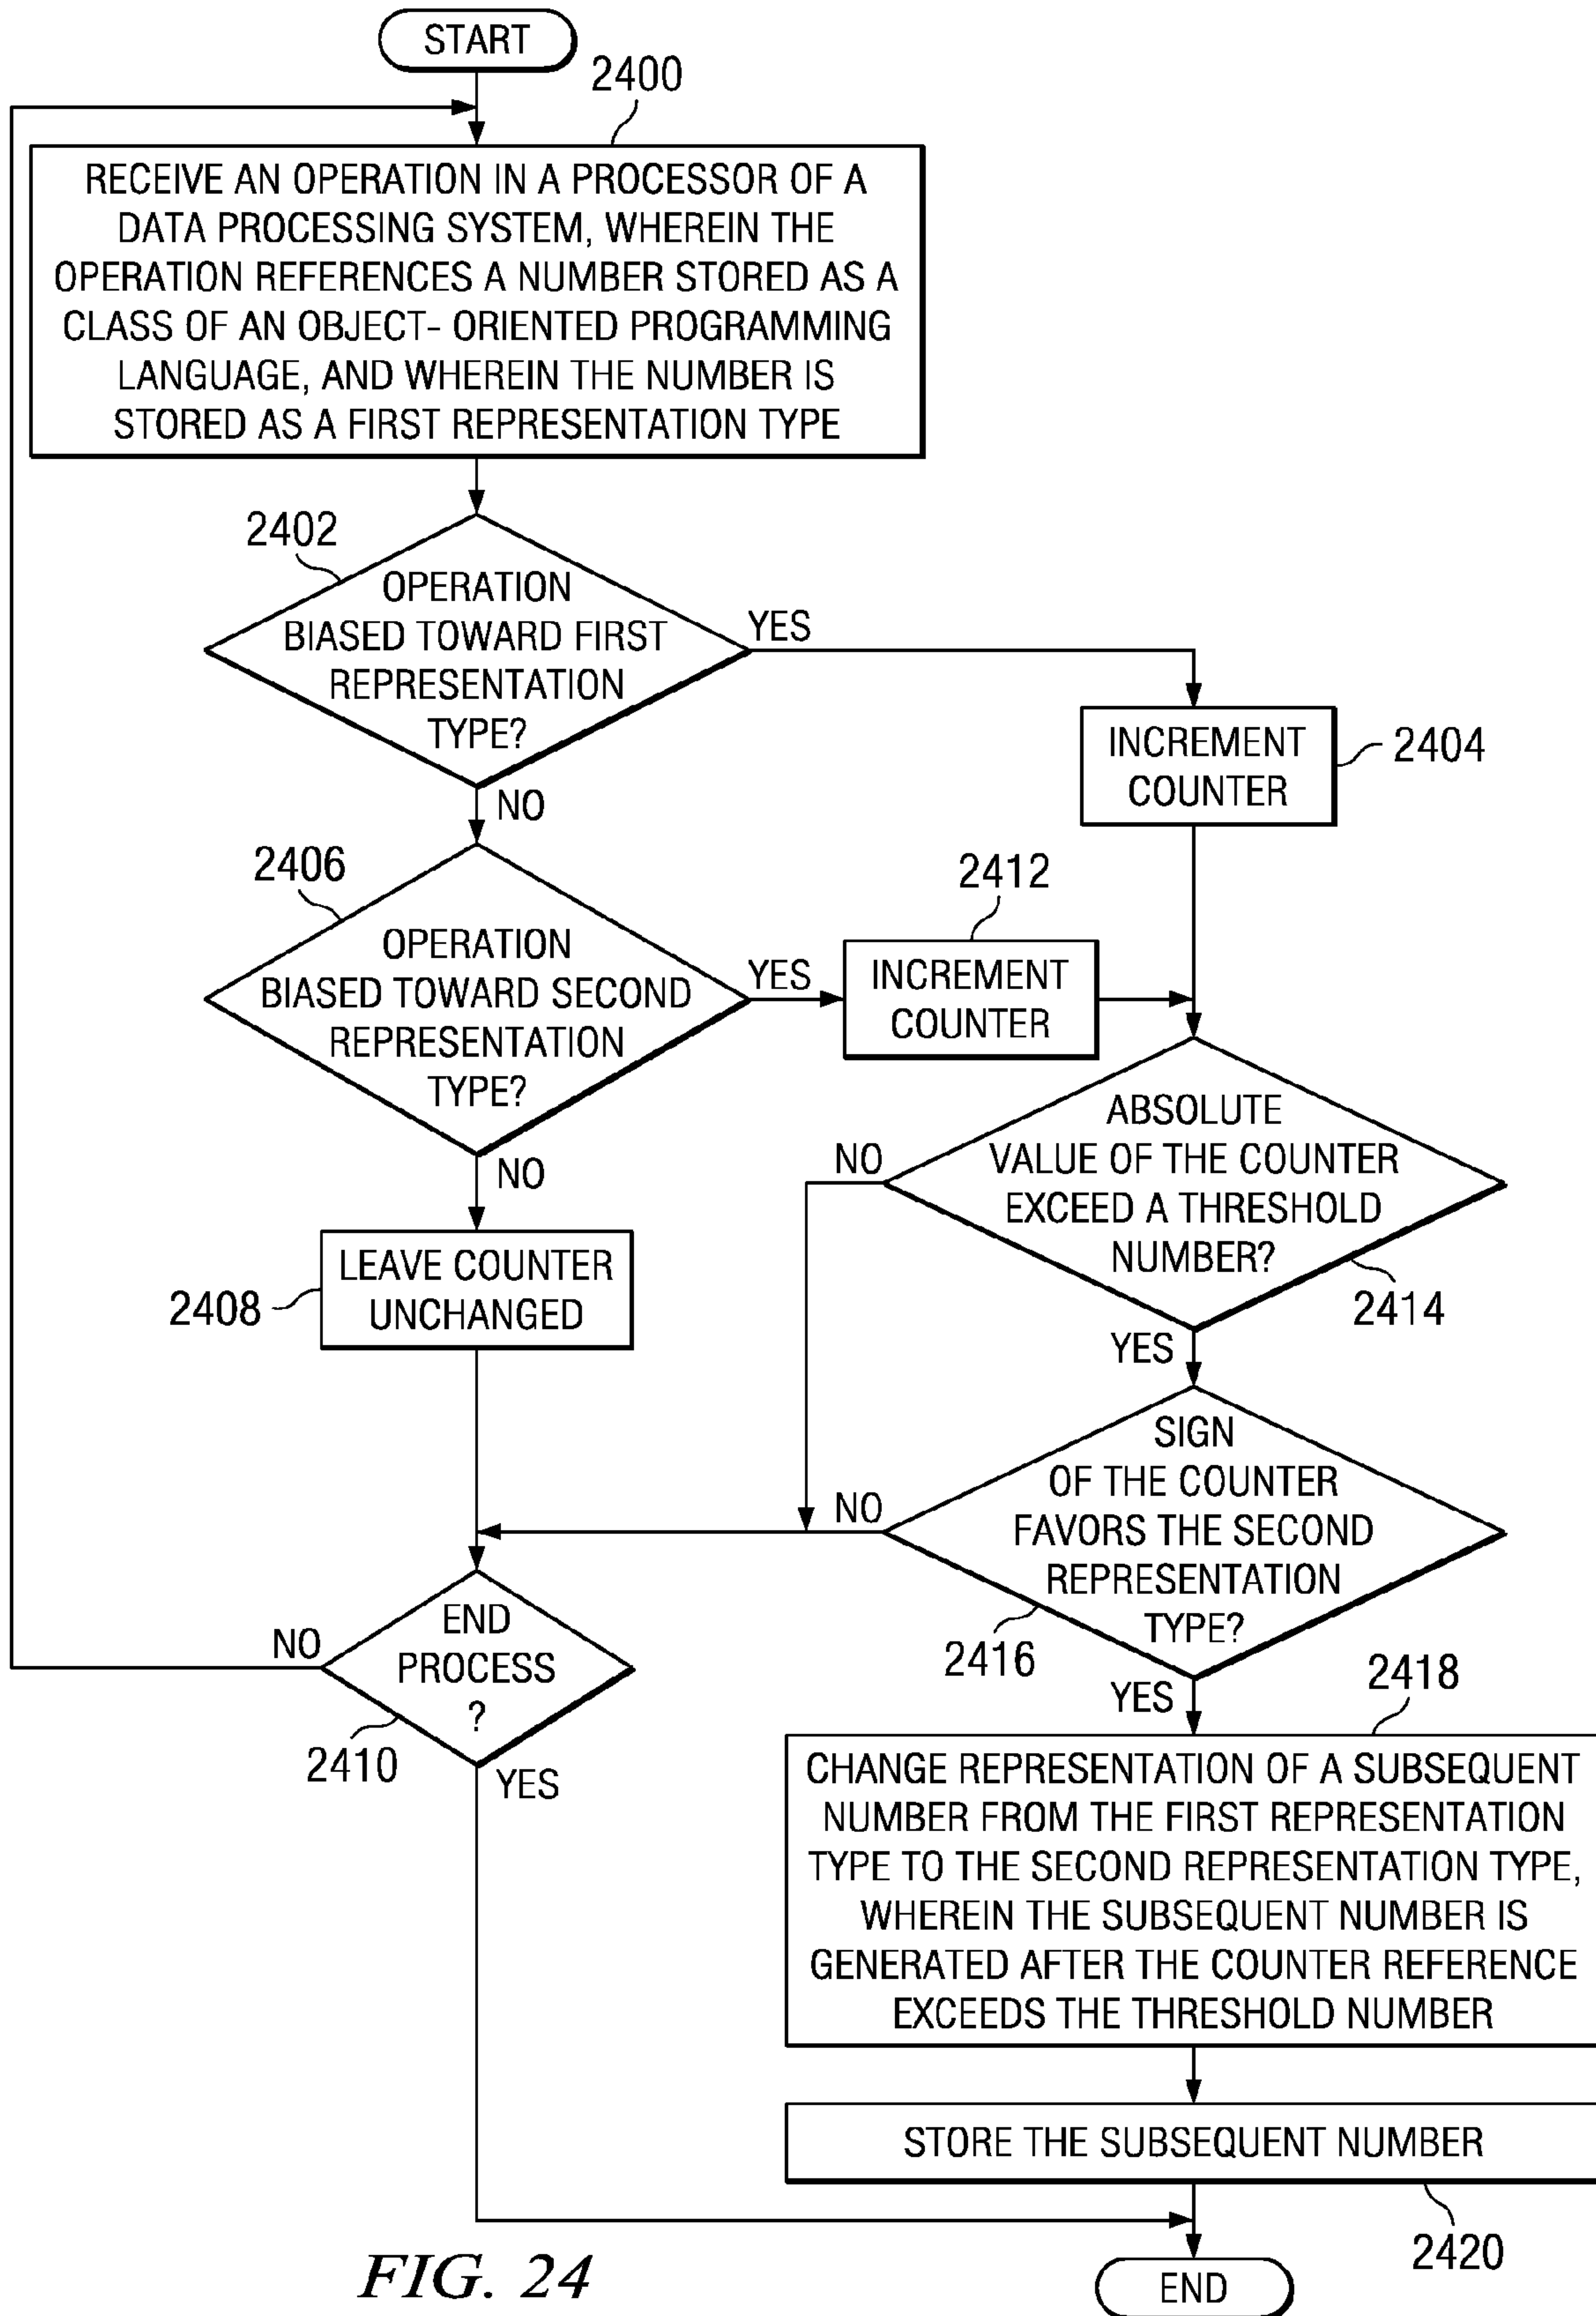 START
2400
RECEIVE AN OPERATION IN A PROCESSOR OF A
DATA PROCESSING SYSTEM, WHEREIN THE
OPERATION REFERENCES A NUMBER STORED AS A
CLASS OF AN OBJECT- ORIENTED PROGRAMMING
LANGUAGE, AND WHEREIN THE NUMBER IS
STORED AS A FIRST REPRESENTATION TYPE
2402
OPERATION
BIASED TOWARD FIRST
REPRESENTATION
TYPE?
YES
NO
INCREMENT
COUNTER
2404
2406
OPERATION
BIASED TOWARD SECOND
REPRESENTATION
TYPE?
YES
NO
2412
INCREMENT
COUNTER
LEAVE COUNTER
UNCHANGED
2408
ABSOLUTE
VALUE OF THE COUNTER
EXCEED A THRESHOLD
NUMBER?
NO
2414
YES
SIGN
OF THE COUNTER
FAVORS THE SECOND
REPRESENTATION
TYPE?
NO
2416
YES
END
PROCESS
?
NO
2410
YES
2418
CHANGE REPRESENTATION OF A SUBSEQUENT
NUMBER FROM THE FIRST REPRESENTATION
TYPE TO THE SECOND REPRESENTATION TYPE,
WHEREIN THE SUBSEQUENT NUMBER IS
GENERATED AFTER THE COUNTER REFERENCE
EXCEEDS THE THRESHOLD NUMBER
STORE THE SUBSEQUENT NUMBER
2420
END
FIG. 24